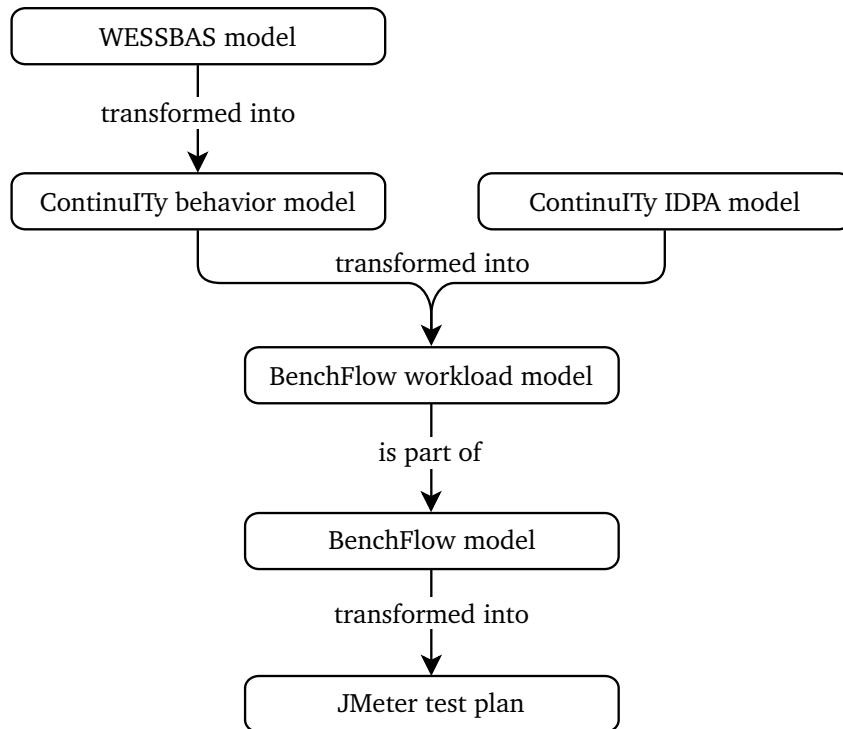 WESSBAS model
transformed into
ContinuITy behavior model
ContinuITy IDPA model
transformed into
BenchFlow workload model
is part of
BenchFlow model
transformed into
JMeter test plan